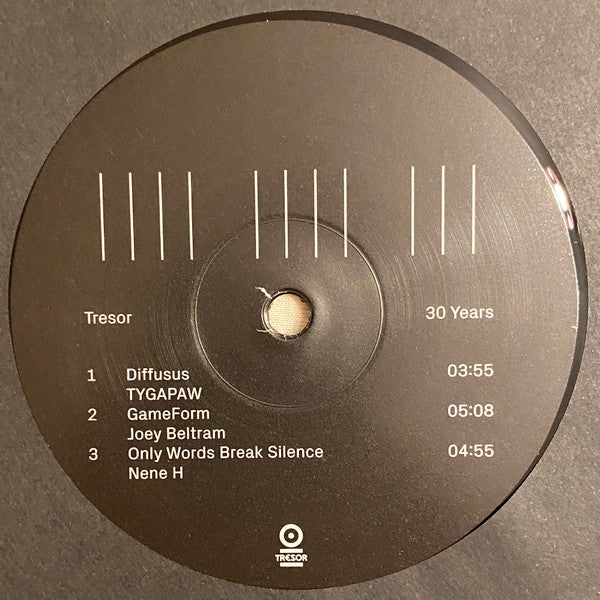 Tresor 30 Years
1 Diffusus 03:55
TYGAPAW
2 GameForm 05:08
Joey Beltram
3 Only Words Break Silence 04:55
Nene H
TRESOR